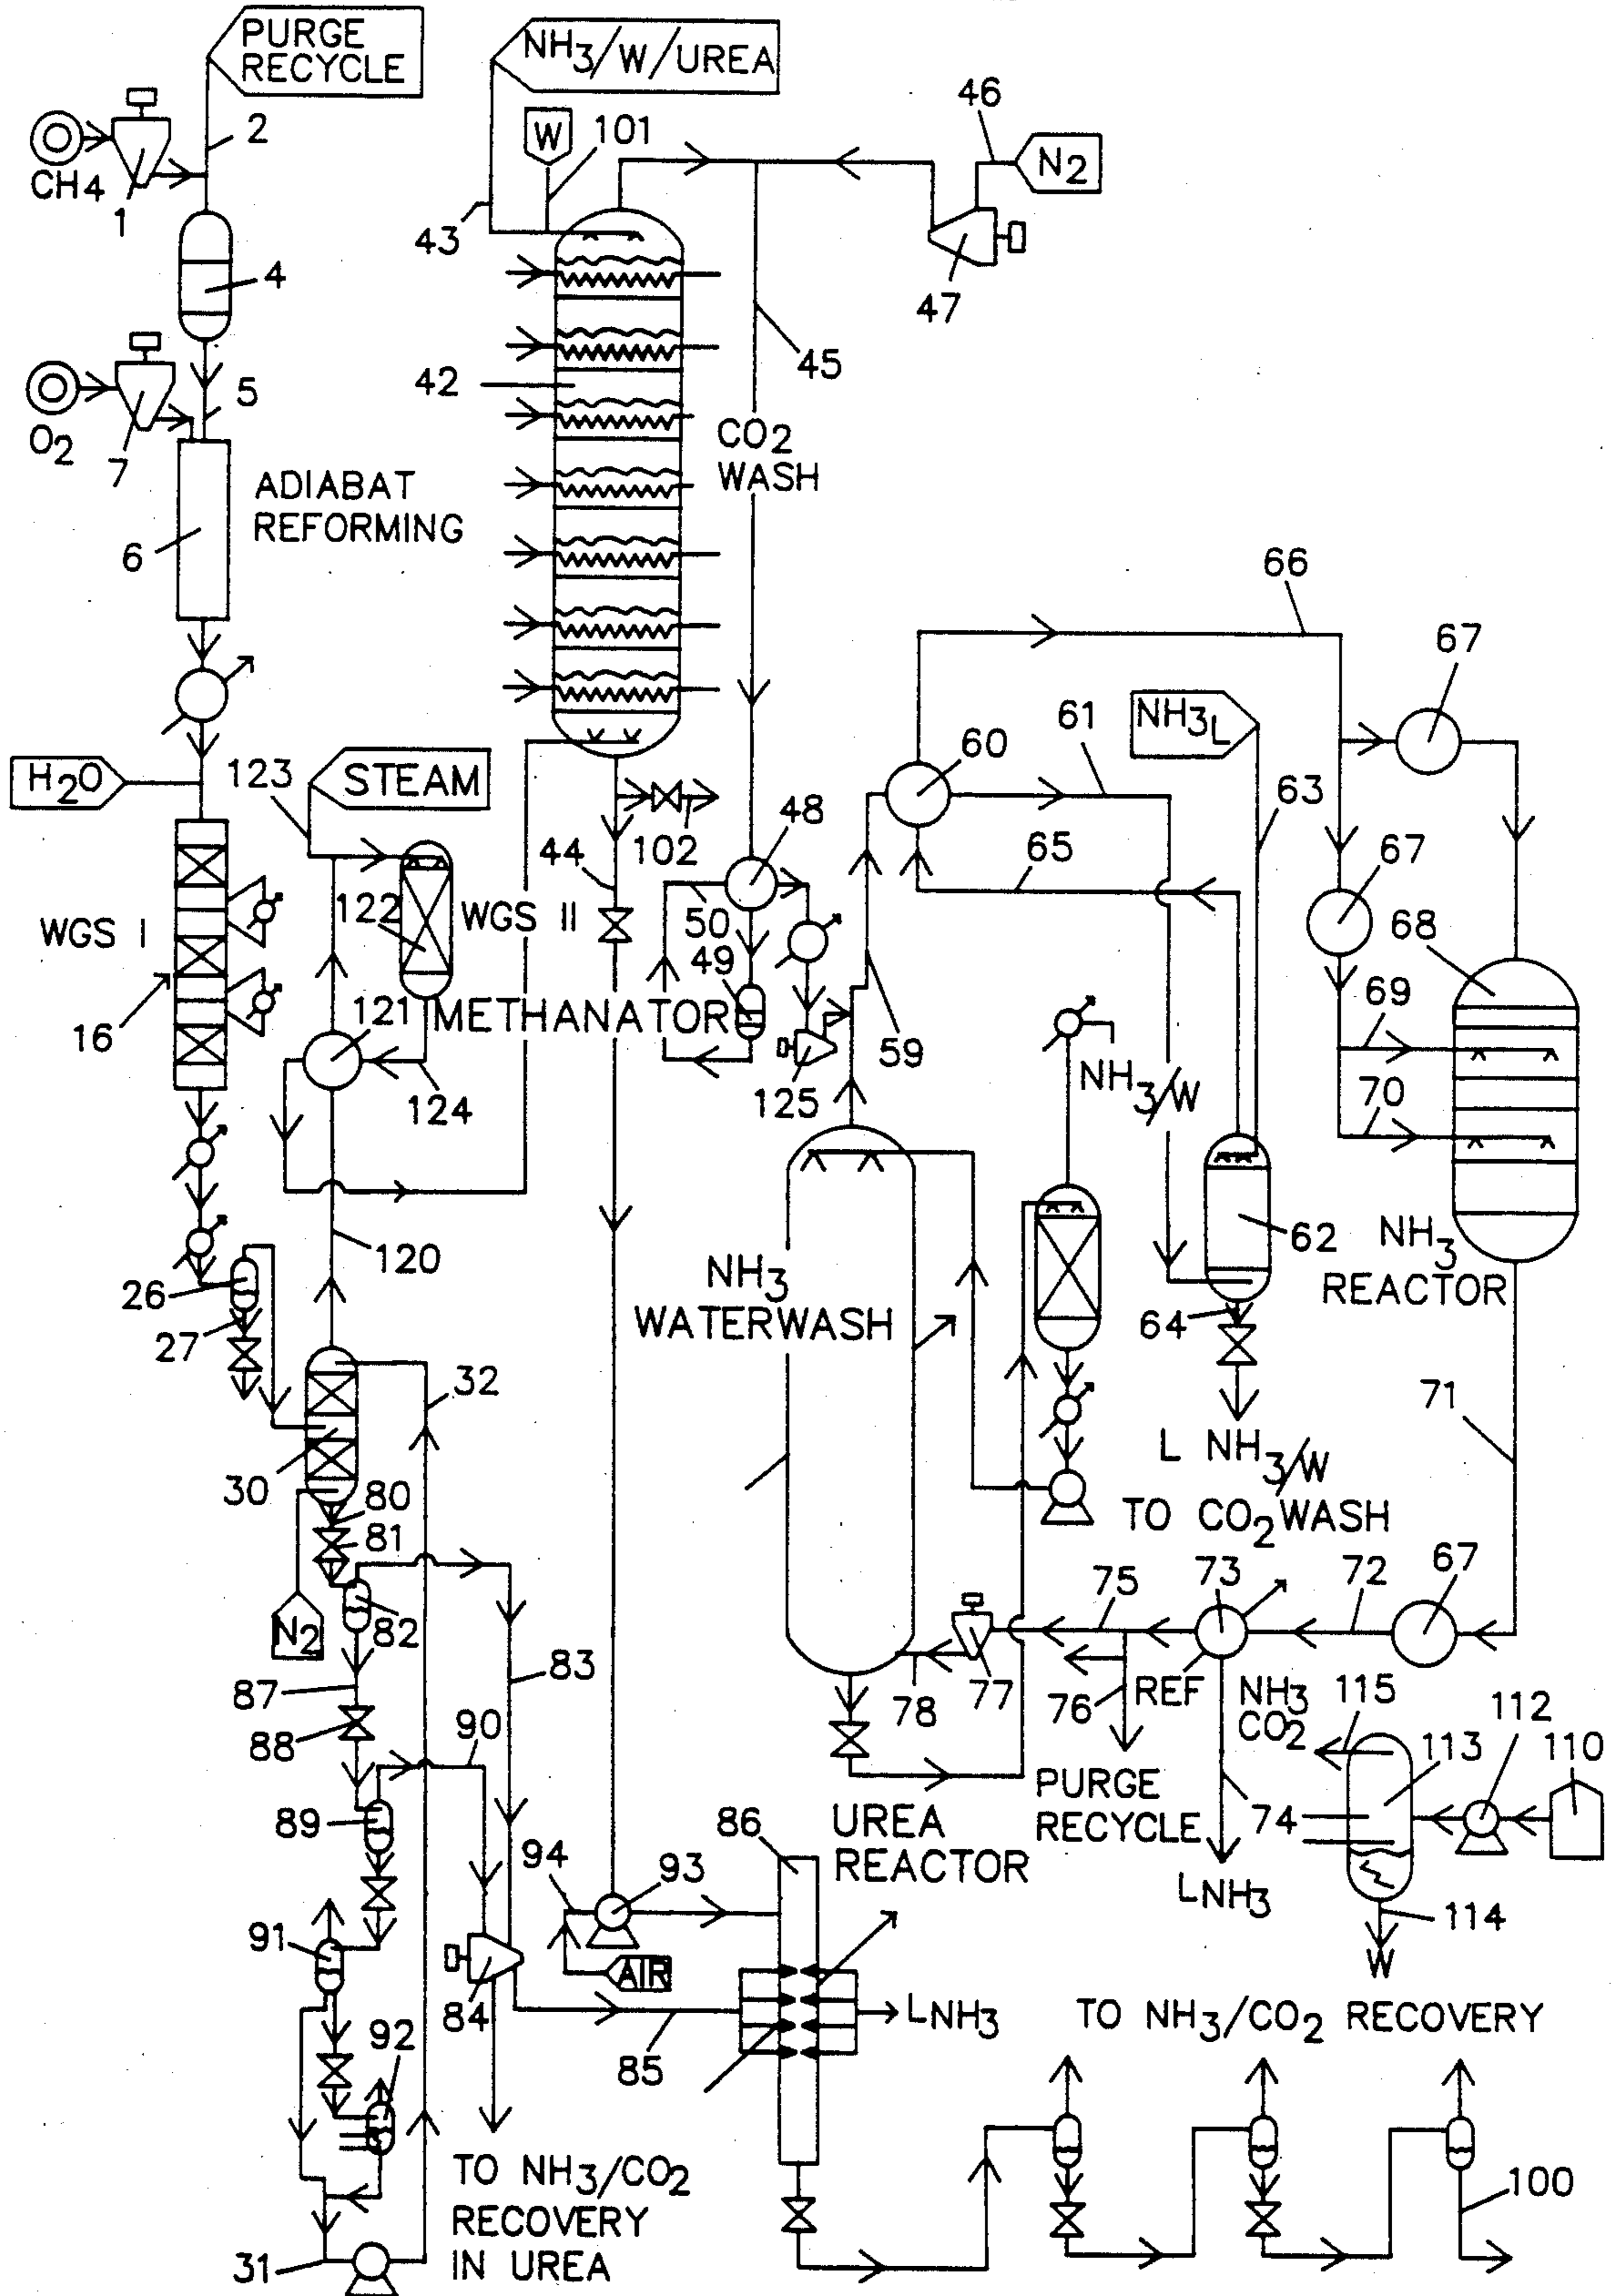 PURGE
RECYCLE
NH3/W/UREA
46
CH4
2
W
101
N2
1
43
4
47
45
42
5
O2
7
CO2
WASH
ADIABAT
REFORMING
6
66
67
NH3L
61
60
H2O
123
STEAM
63
48
44
102
65
67
122
WGS II
50
68
WGS I
49
METHANATOR
69
16
121
59
124
125
NH3/W
70
120
62
NH3
REACTOR
26
NH3
WATERWASH
27
64
32
71
30
L NH3/W
80
TO CO2 WASH
81
75
73
72
67
N2
82
83
87
78
77
76
REF
NH3
CO2
115
112
110
88
90
113
PURGE
RECYCLE
89
86
UREA
REACTOR
74
94
93
LNH3
114
91
AIR
W
84
LNH3
TO NH3/CO2 RECOVERY
92
85
TO NH3/CO2
RECOVERY
IN UREA
100
31